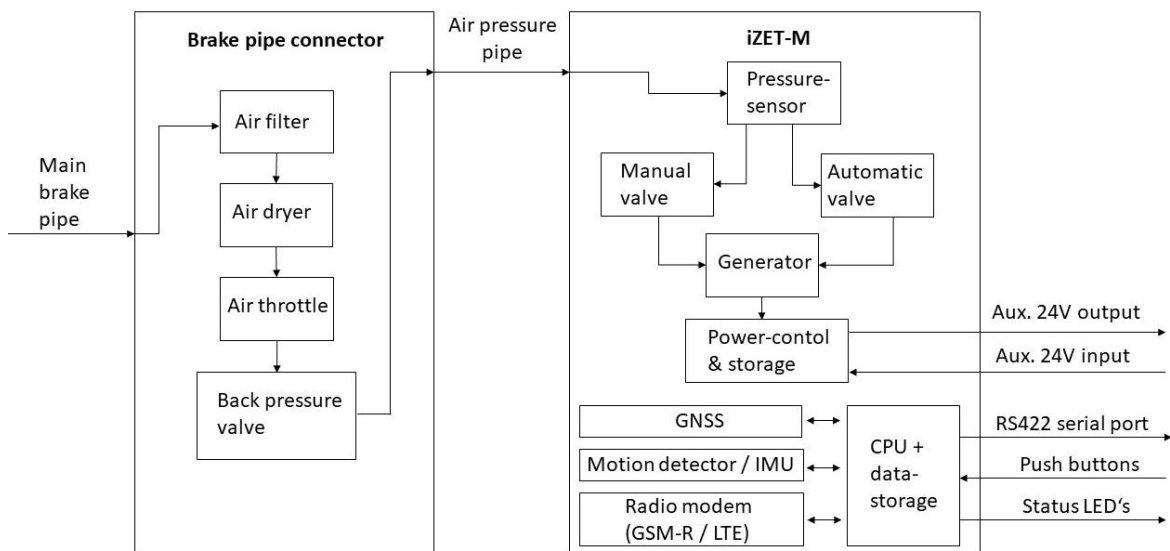 Brake pipe connector
Air pressure
pipe
iZET-M
Pressure-
sensor
Air filter
Main
brake
pipe
Manual
valve
Automatic
valve
Air dryer
Generator
Air throttle
Power-contol
& storage
Aux. 24V output
Aux. 24V input
Back pressure
valve
GNSS
CPU +
data-
storage
RS422 serial port
Motion detector / IMU
Push buttons
Radio modem
(GSM-R / LTE)
Status LED‘s